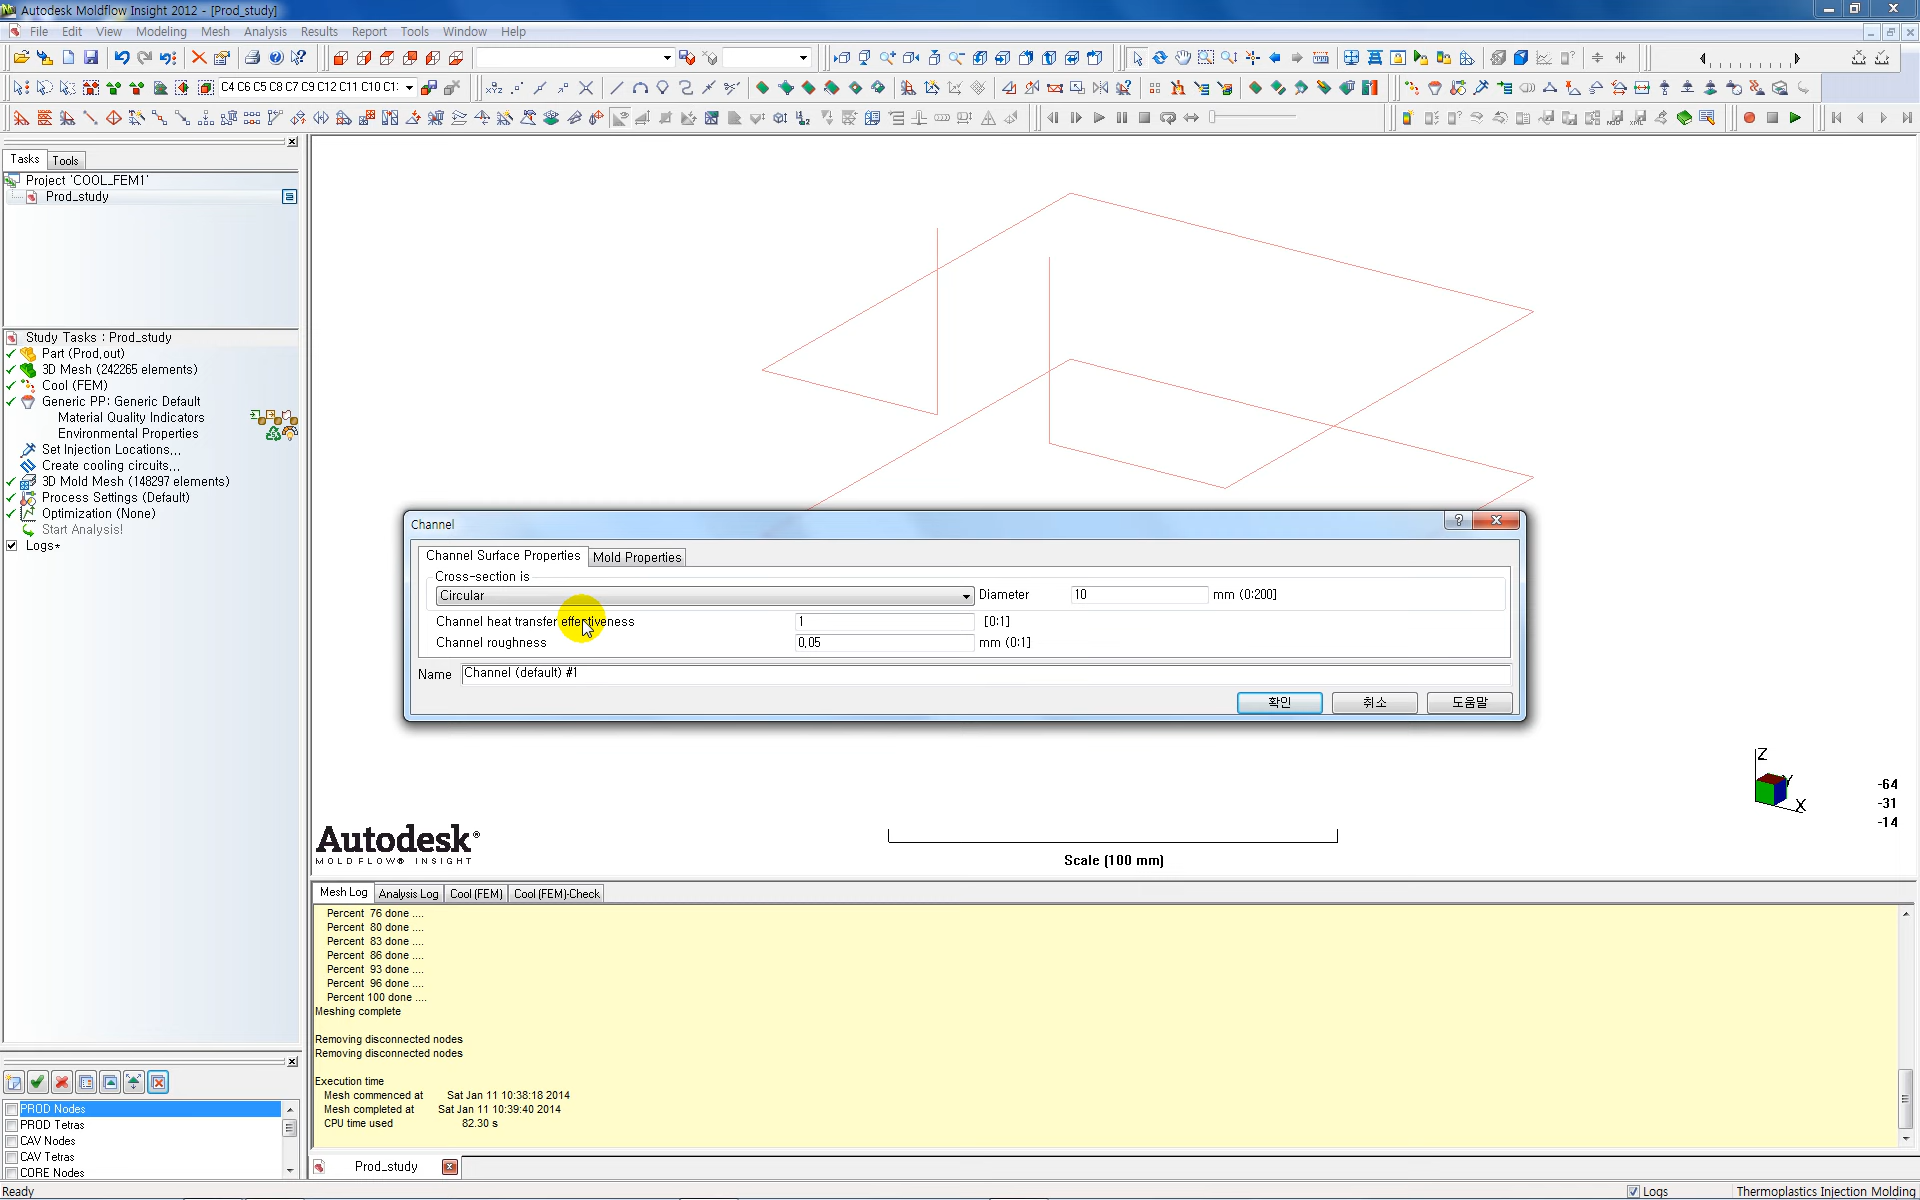 Autodesk Moldflow Insight 2012 - [Prod_study]
File Edit View Modeling Mesh Analysis Results Report Tools Window Help
C4 C6 C5 C8 C7 C9 C12 C11 C10 C1:
Tasks Tools
Project 'COOL_FEM1'
Prod_study
Study Tasks : Prod_study
Part (Prod.out)
3D Mesh (242265 elements)
Cool (FEM)
Generic PP: Generic Default
Material Quality Indicators
Environmental Properties
Set Injection Locations...
Create cooling circuits...
3D Mold Mesh (148297 elements)
Process Settings (Default)
Optimization (None)
Start Analysis!
Logs*
Channel
Channel Surface Properties Mold Properties
Cross-section is
Circular Diameter 10 mm (0:200]
Channel heat transfer effectiveness 1 [0:1]
Channel roughness 0.05 mm (0:1]
Name Channel (default) #1
확인 취소 도움말
Z
Y
X
-64
-31
-14
Autodesk®
MOLDFLOW® INSIGHT
Scale (100 mm)
Mesh Log Analysis Log Cool (FEM) Cool (FEM)-Check
Percent 76 done ....
Percent 80 done ....
Percent 83 done ....
Percent 86 done ....
Percent 93 done ....
Percent 96 done ....
Percent 100 done ....
Meshing complete
Removing disconnected nodes
Removing disconnected nodes
Execution time
Mesh commenced at Sat Jan 11 10:38:18 2014
Mesh completed at Sat Jan 11 10:39:40 2014
CPU time used 82.30 s
PROD Nodes
PROD Tetras
CAV Nodes
CAV Tetras
CORE Nodes
Prod_study
Ready Logs Thermoplastics Injection Molding